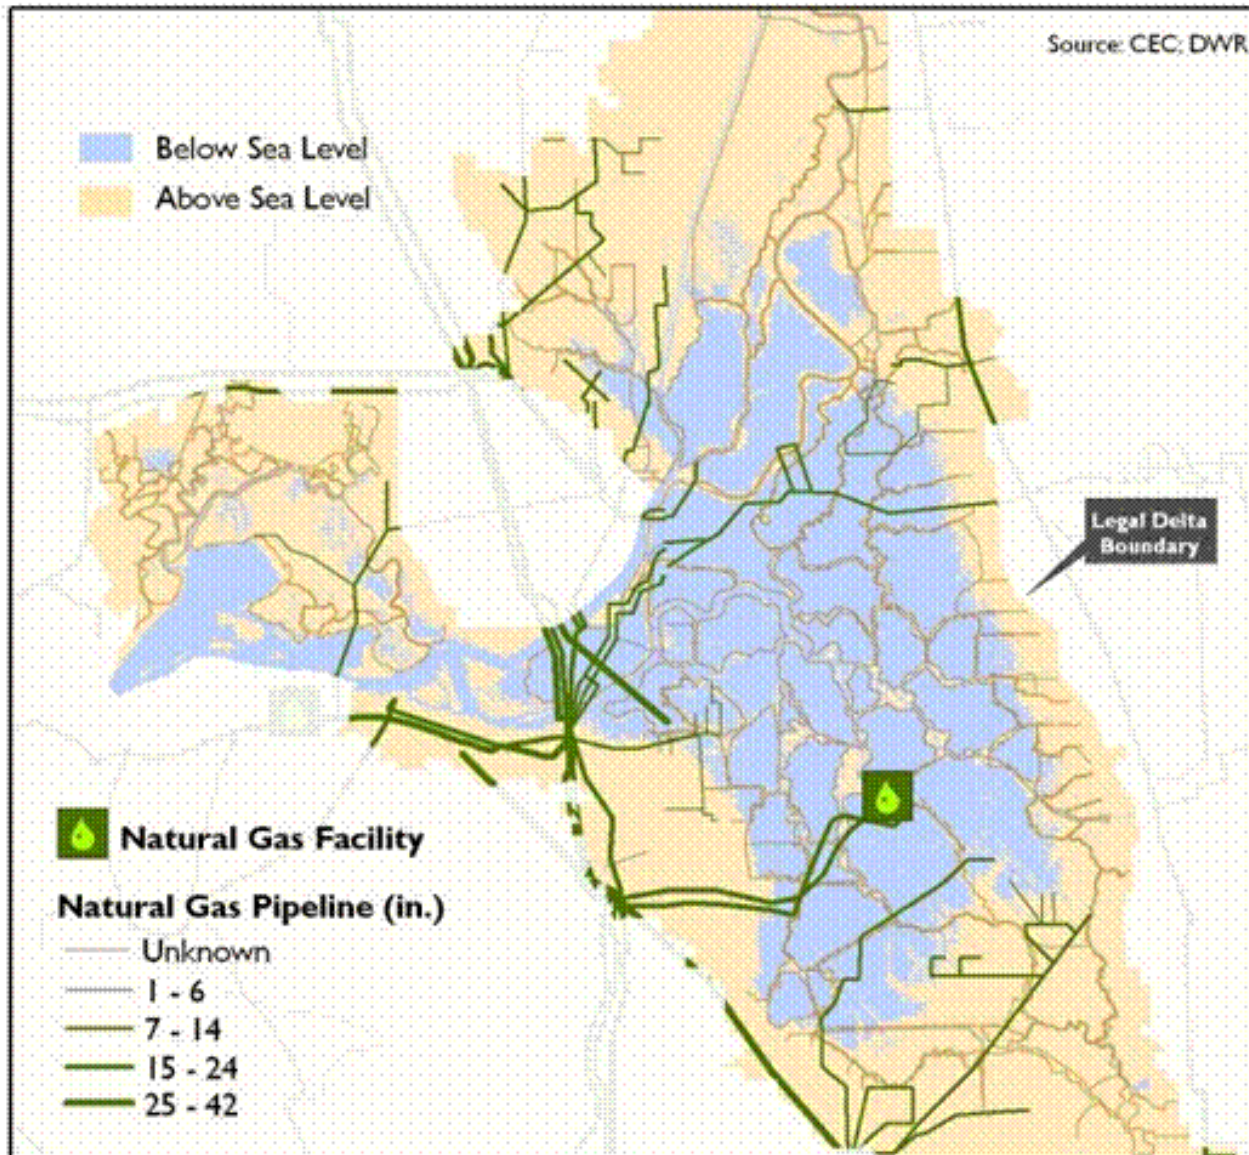 Source: CEC; DWR
Below Sea Level
Above Sea Level
Legal Delta
Boundary
Natural Gas Facility
Natural Gas Pipeline (in.)
Unknown
1 - 6
7 - 14
15 - 24
25 - 42